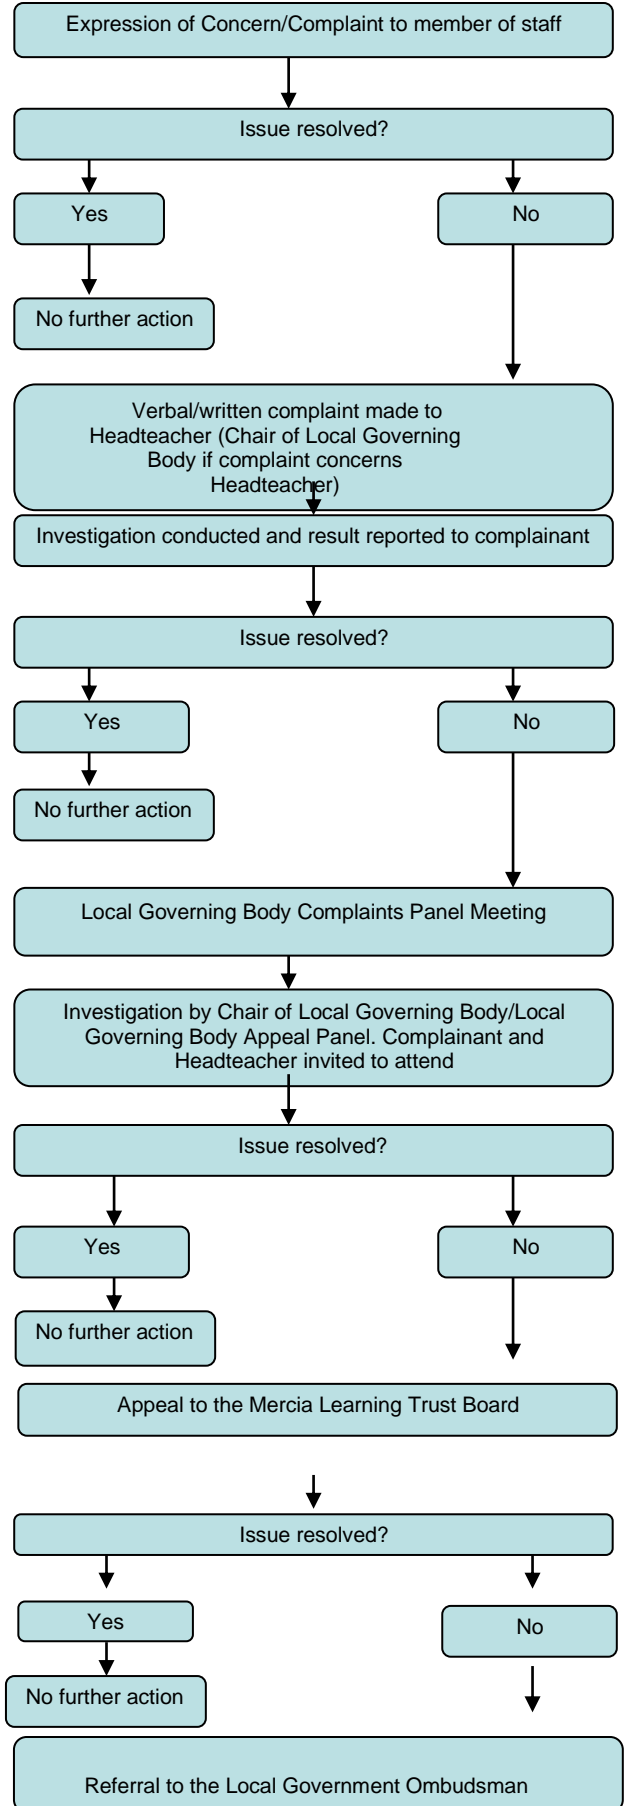 Expression of Concern/Complaint to member of staff
Issue resolved?
Yes
No
No further action
Verbal/written complaint made to
Headteacher (Chair of Local Governing
Body if complaint concerns
Headteacher)
Investigation conducted and result reported to complainant
Issue resolved?
Yes
No
No further action
Local Governing Body Complaints Panel Meeting
Investigation by Chair of Local Governing Body/Local
Governing Body Appeal Panel. Complainant and
Headteacher invited to attend
Issue resolved?
Yes
No
No further action
Appeal to the Mercia Learning Trust Board
Issue resolved?
Yes
No
No further action
Referral to the Local Government Ombudsman